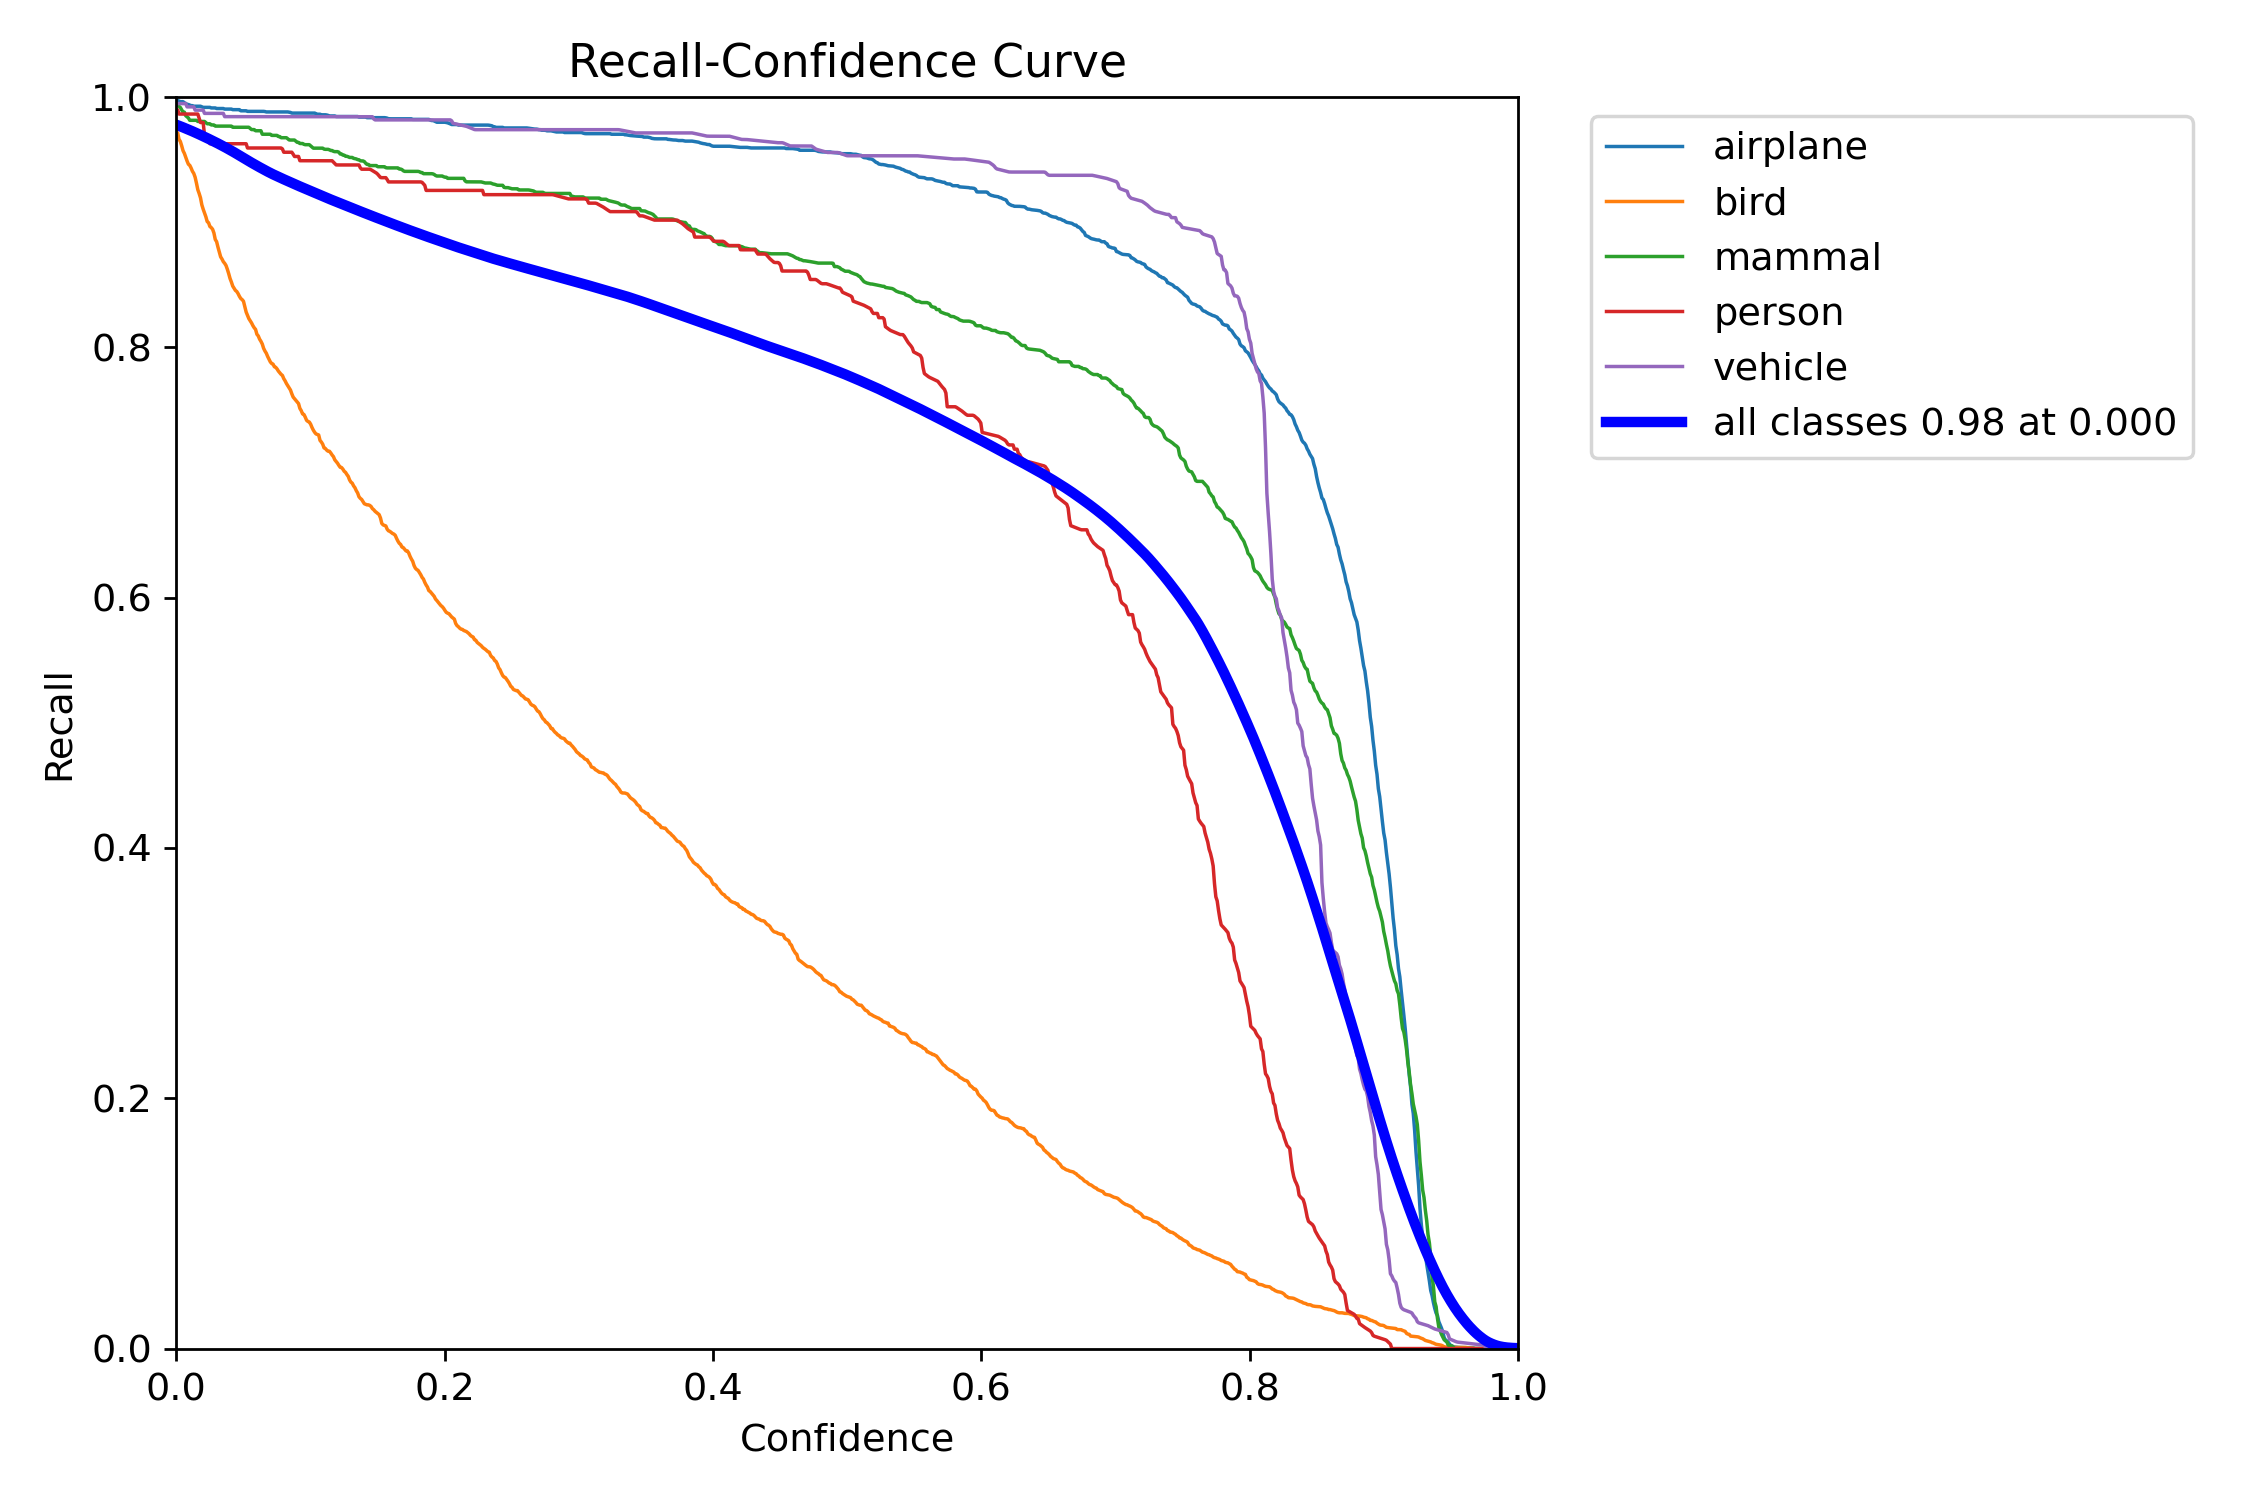 Recall-Confidence Curve
1.0
0.8
0.6
0.4
0.2
0.0
Recall
0.0 0.2 0.4 0.6 0.8 1.0
Confidence
airplane
bird
mammal
person
vehicle
all classes 0.98 at 0.000